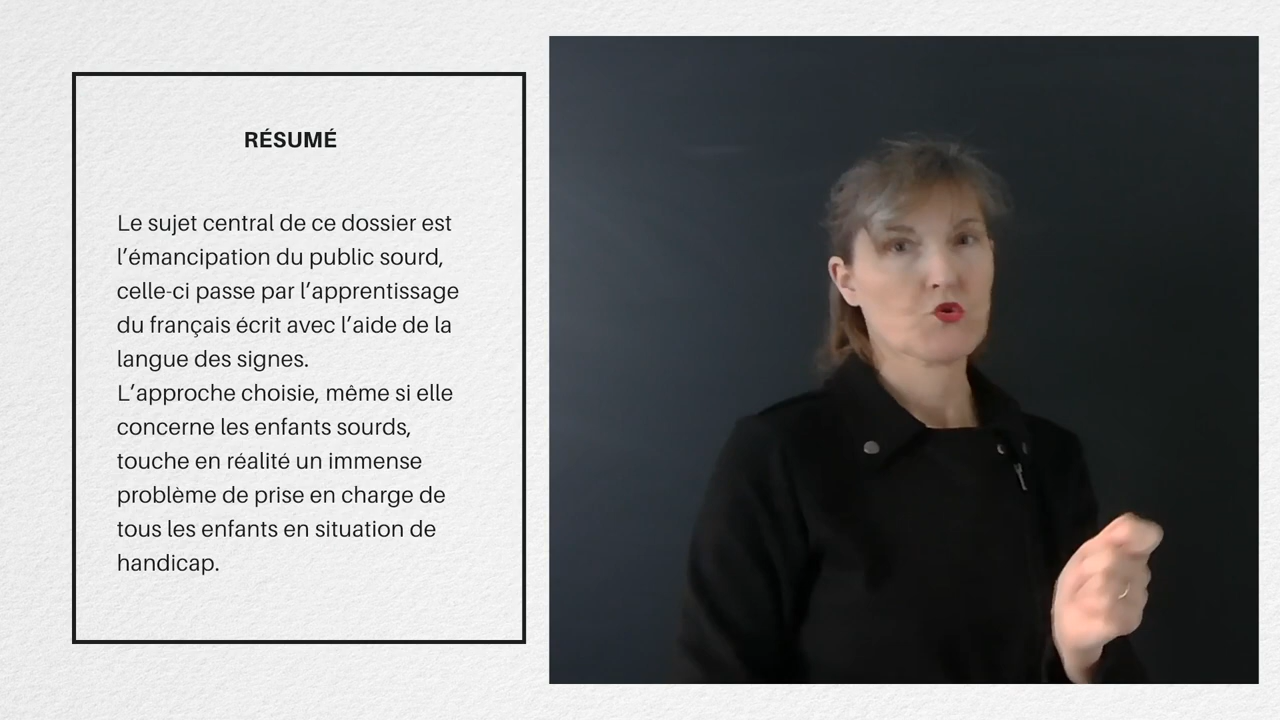 RÉSUMÉ
Le sujet central de ce dossier est
l’émancipation du public sourd,
celle-ci passe par l’apprentissage
du français écrit avec l’aide de la
langue des signes.
L’approche choisie, même si elle
concerne les enfants sourds,
touche en réalité un immense
problème de prise en charge de
tous les enfants en situation de
handicap.